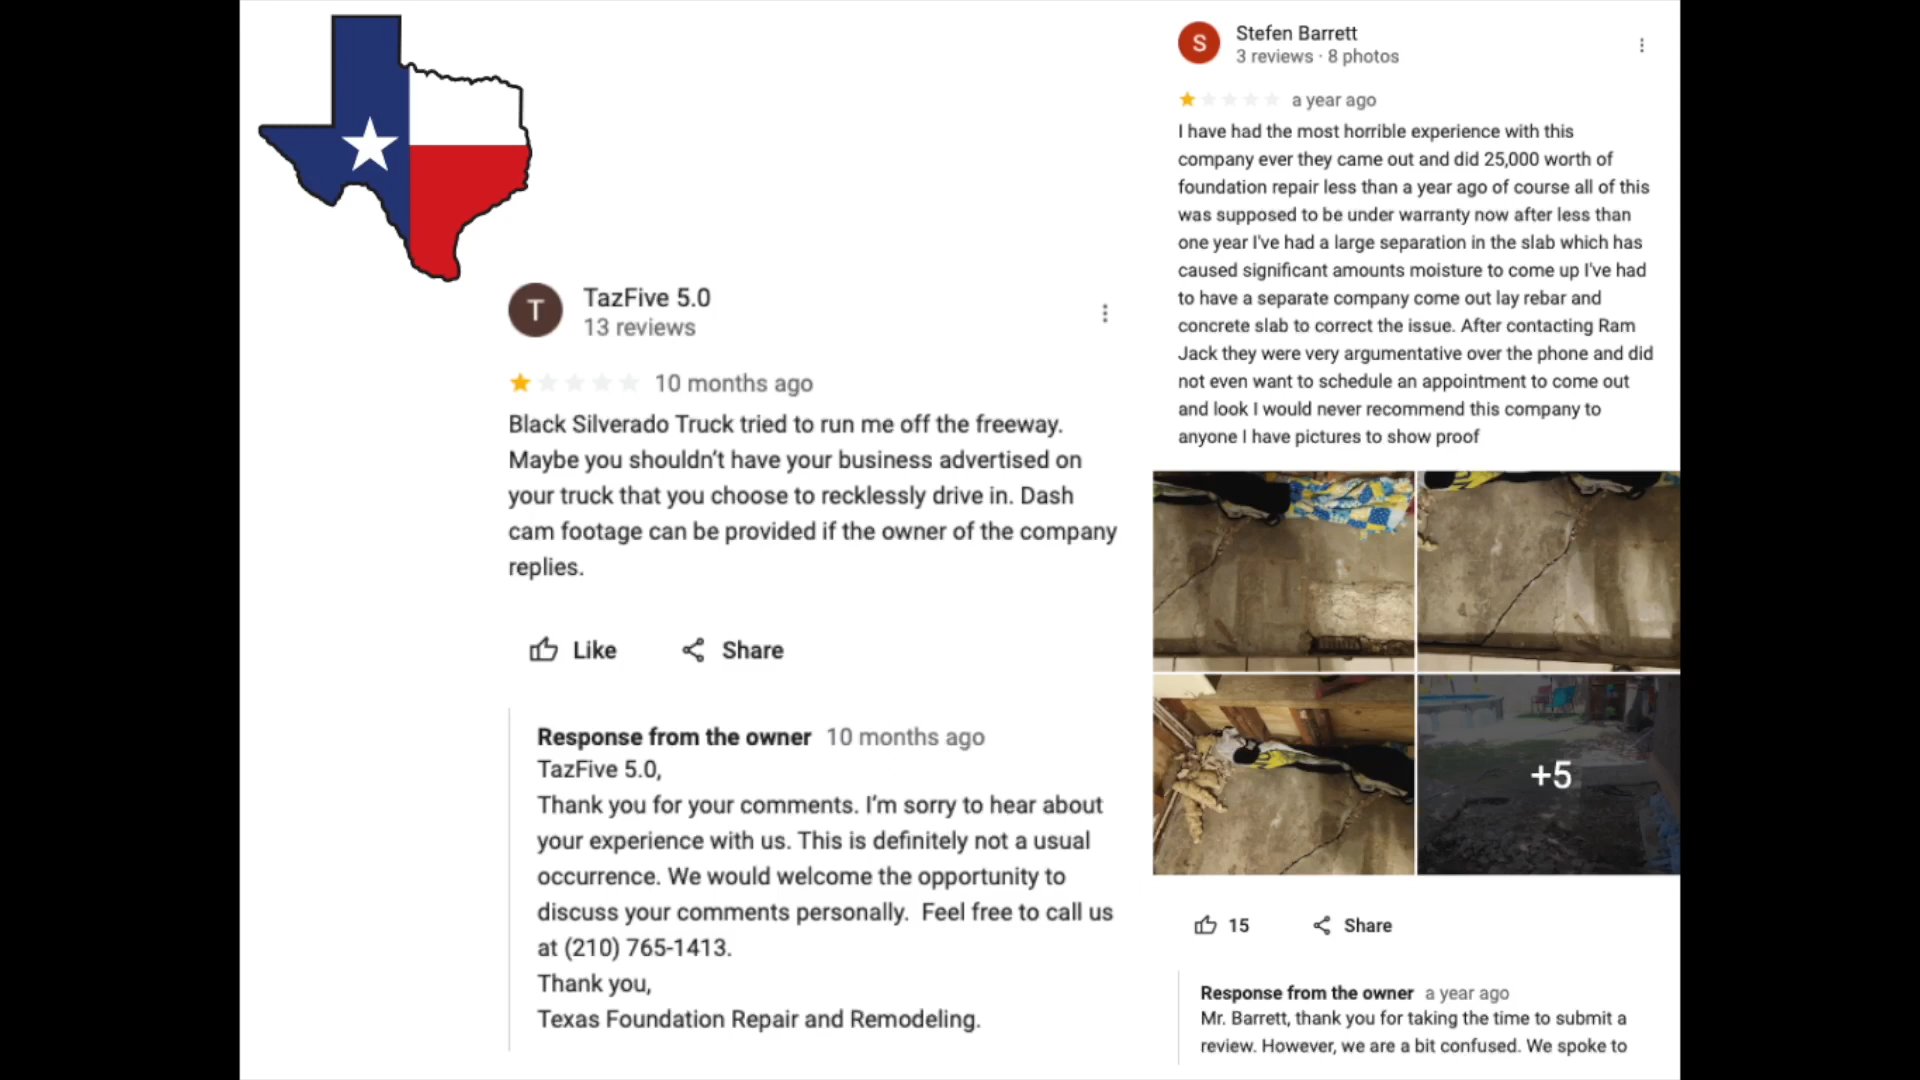 T
TazFive 5.0
13 reviews
10 months ago
Black Silverado Truck tried to run me off the freeway.
Maybe you shouldn't have your business advertised on
your truck that you choose to recklessly drive in. Dash
cam footage can be provided if the owner of the company
replies.
Like
Share
Response from the owner 10 months ago
TazFive 5.0,
Thank you for your comments. I'm sorry to hear about
your experience with us. This is definitely not a usual
occurrence. We would welcome the opportunity to
discuss your comments personally. Feel free to call us
at (210) 765-1413.
Thank you,
Texas Foundation Repair and Remodeling.
S
Stefen Barrett
3 reviews · 8 photos
a year ago
I have had the most horrible experience with this
company ever they came out and did 25,000 worth of
foundation repair less than a year ago of course all of this
was supposed to be under warranty now after less than
one year I've had a large separation in the slab which has
caused significant amounts moisture to come up I've had
to have a separate company come out lay rebar and
concrete slab to correct the issue. After contacting Ram
Jack they were very argumentative over the phone and did
not even want to schedule an appointment to come out
and look I would never recommend this company to
anyone I have pictures to show proof
+5
15
Share
Response from the owner a year ago
Mr. Barrett, thank you for taking the time to submit a
review. However, we are a bit confused. We spoke to